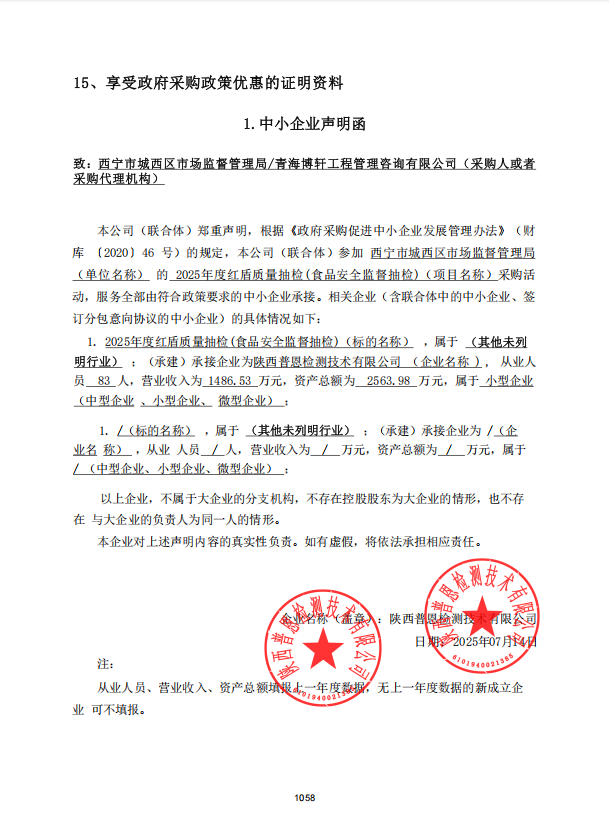 15、享受政府采购政策优惠的证明资料
1.中小企业声明函
致：西宁市城西区市场监督管理局/青海博轩工程管理咨询有限公司（采购人或者
采购代理机构）
本公司（联合体）郑重声明，根据《政府采购促进中小企业发展管理办法》（财
库〔2020〕46 号）的规定，本公司（联合体）参加 西宁市城西区市场监督管理局
（单位名称） 的 2025年度红盾质量抽检(食品安全监督抽检)（项目名称）采购活
动，服务全部由符合政策要求的中小企业承接。相关企业（含联合体中的中小企业、签
订分包意向协议的中小企业）的具体情况如下：
1. 2025年度红盾质量抽检(食品安全监督抽检)（标的名称） ，属于 （其他未列
明行业） ；（承建）承接企业为陕西普恩检测技术有限公司 （企业名称 ），从业人
员 83 人，营业收入为 1486.53 万元，资产总额为 2563.98 万元，属于 小型企业
（中型企业 、小型企业、 微型企业）；
1. /（标的名称） ，属于 （其他未列明行业） ；（承建）承接企业为 /（企
业名 称） ，从业 人员 / 人，营业收入为 / 万元，资产总额为 / 万元，属于
/ （中型企业、小型企业、微型企业） ；
以上企业，不属于大企业的分支机构，不存在控股股东为大企业的情形，也不存
在 与大企业的负责人为同一人的情形。
本企业对上述声明内容的真实性负责。如有虚假，将依法承担相应责任。
企业名称（盖章）：陕西普恩检测技术有限公司
日期：2025年07月14日
陕西普恩检测技术有限公司
6101940021385
陕西普恩检测技术有限公司
6101940021385
注：
从业人员、营业收入、资产总额填报上一年度数据，无上一年度数据的新成立企
业 可不填报。
1058